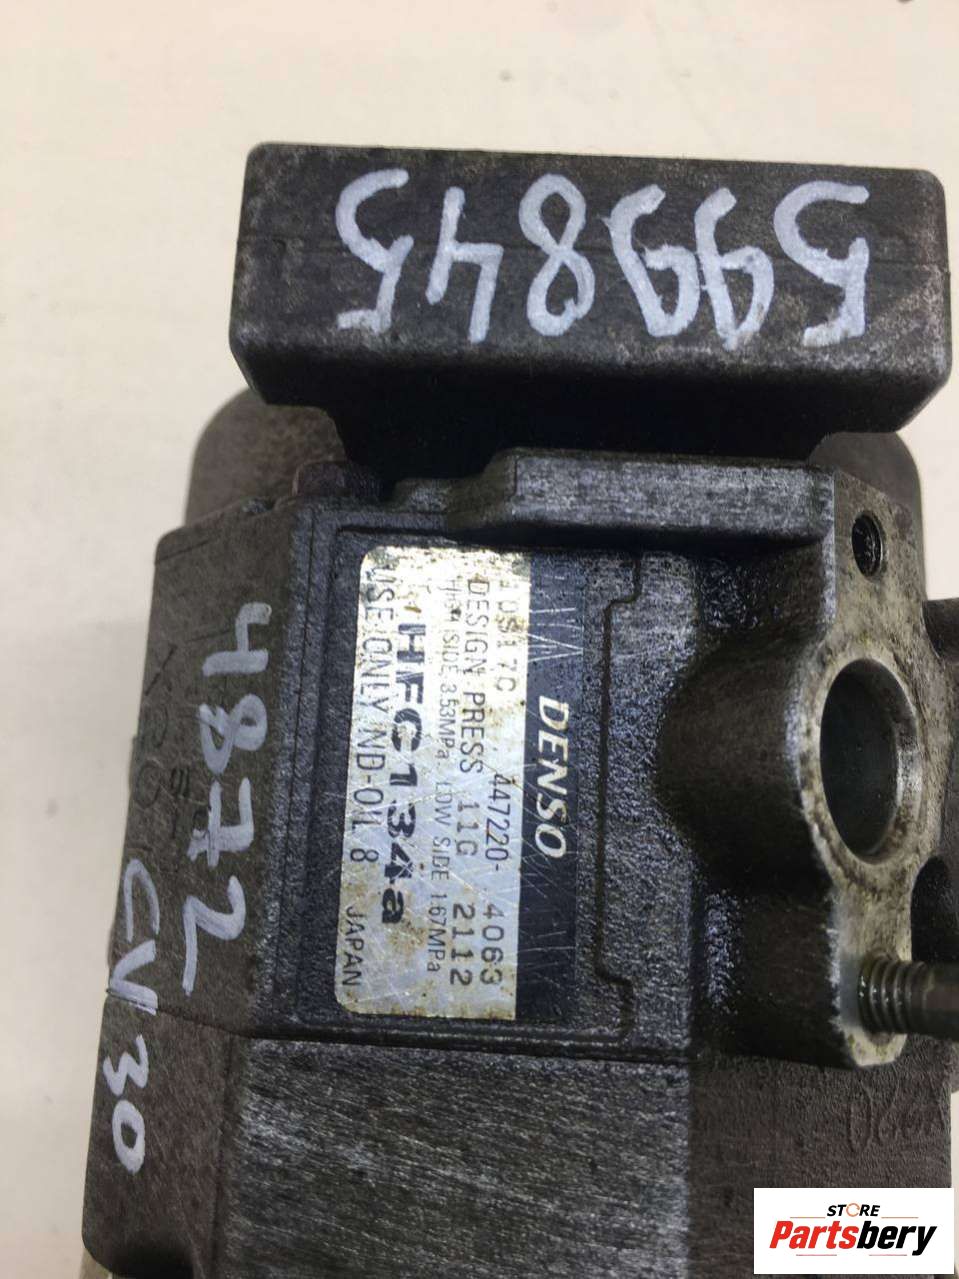 599845
DENSO
10S17C 447220-4063
DESIGN PRESS 11G 2112
HIGH SIDE 3.53MPa LOW SIDE 1.67MPa
HFC134a
USE ONLY ND-OIL 8 JAPAN
4872
CV30
STORE
Partsbery